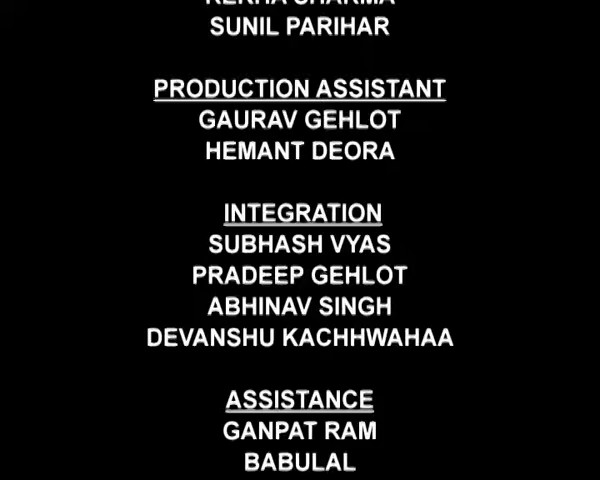 SUNIL PARIHAR
PRODUCTION ASSISTANT
GAURAV GEHLOT
HEMANT DEORA
INTEGRATION
SUBHASH VYAS
PRADEEP GEHLOT
ABHINAV SINGH
DEVANSHU KACHHWAHAA
ASSISTANCE
GANPAT RAM
BABULAL